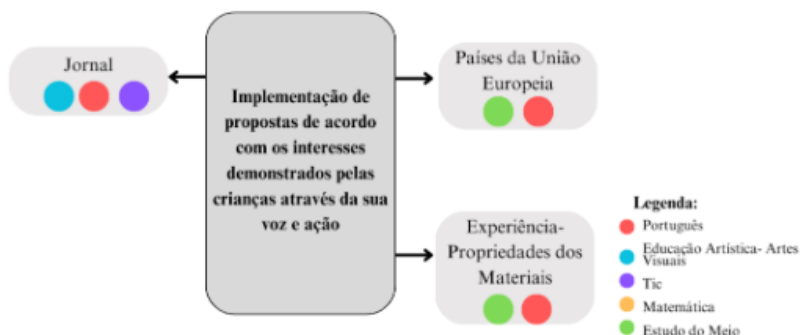 Jornal
Implementação de
propostas de acordo
com os interesses
demonstrados pelas
crianças através da sua
voz e ação
Países da União
Europeia
Experiência-
Propriedades dos
Materiais
Legenda:
Português
Educação Artística- Artes
Visuais
Tic
Matemática
Estudo do Meio